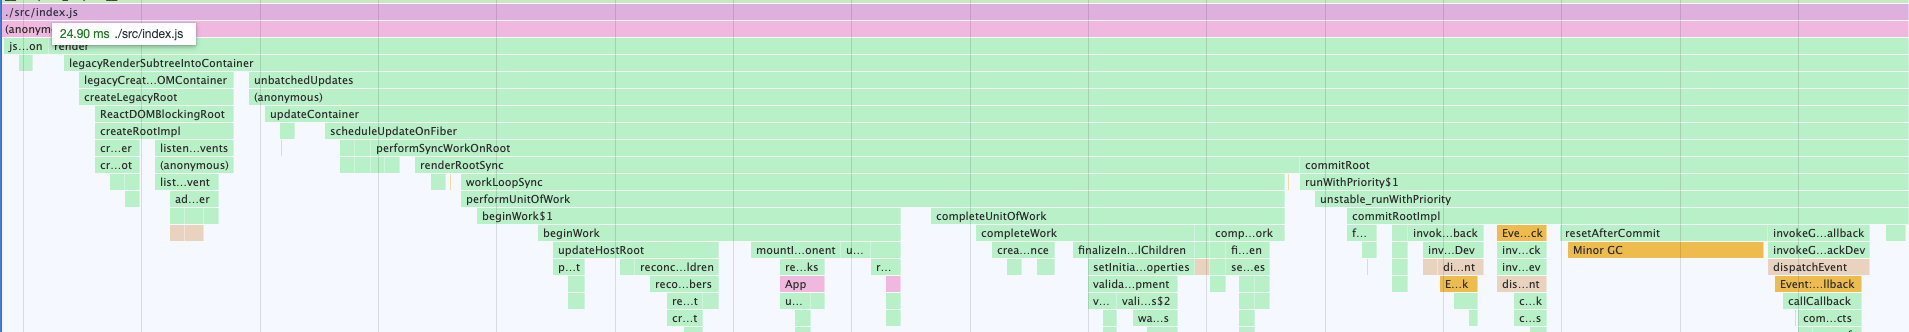 ./src/index.js
(anonym
24.90 ms ./src/index.js
js...on render
legacyRenderSubtreeIntoContainer
legacyCreat...OMContainer unbatchedUpdates
createLegacyRoot (anonymous)
ReactDOMBlockingRoot updateContainer
createRootImpl scheduleUpdateOnFiber
cr...er listen...vents performSyncWorkOnRoot
cr...ot (anonymous) renderRootSync commitRoot
list...vent workLoopSync runWithPriority$1
ad...er performUnitOfWork unstable_runWithPriority
beginWork$1 completeUnitOfWork commitRootImpl
beginWork completeWork comp...ork f... invok...back Eve...ck resetAfterCommit invokeG...allback
updateHostRoot mountI...onent u... crea...nce finalizeIn...lChildren fi...en inv...Dev inv...ck Minor GC invokeG...ackDev
p...t reconc...ldren re...ks r... setInitia...operties se...es di...nt inv...ev dispatchEvent
reco...bers App valida...pment E...k dis...nt Event:...llback
re...t u... v... vali...s$2 c...k callCallback
cr...t wa...s c...s com...cts